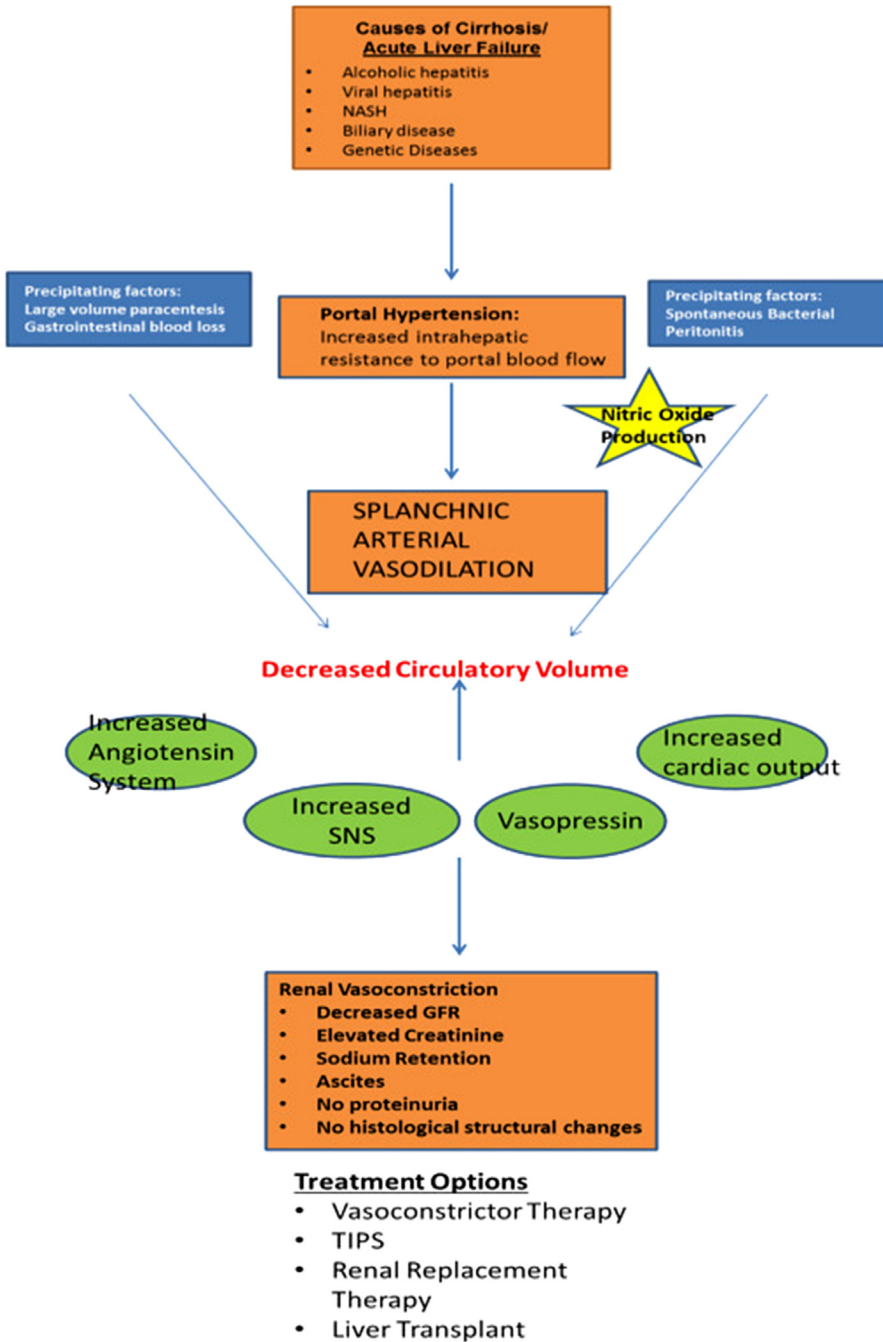 Causes of Cirrhosis/
Acute Liver Failure
• Alcoholic hepatitis
• Viral hepatitis
• NASH
• Biliary disease
• Genetic Diseases
Precipitating factors:
Large volume paracentesis
Gastrointestinal blood loss
Portal Hypertension:
Increased intrahepatic
resistance to portal blood flow
Precipitating factors:
Spontaneous Bacterial
Peritonitis
Nitric Oxide
Production
SPLANCHNIC
ARTERIAL
VASODILATION
Decreased Circulatory Volume
Increased
Angiotensin
System
Increased
SNS
Vasopressin
Increased
cardiac output
Renal Vasoconstriction
• Decreased GFR
• Elevated Creatinine
• Sodium Retention
• Ascites
• No proteinuria
• No histological structural changes
Treatment Options
• Vasoconstrictor Therapy
• TIPS
• Renal Replacement
Therapy
• Liver Transplant